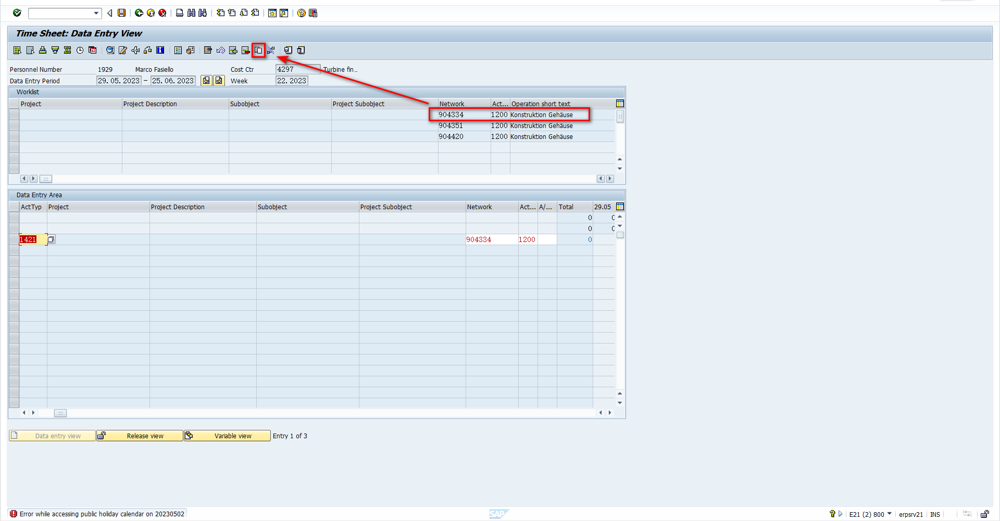 Time Sheet: Data Entry View
Personnel Number 1929 Marco Fasiello Cost Ctr 4297 Turbine fin...
Data Entry Period 29.05.2023 – 25.06.2023 Week 22.2023
Worklist
Project Project Description Subobject Project Subobject Network Act... Operation short text
904334 1200 Konstruktion Gehäuse
904351 1200 Konstruktion Gehäuse
904420 1200 Konstruktion Gehäuse
Data Entry Area
ActTyp Project Project Description Subobject Project Subobject Network Act... A/... Total 29.05
0 0
0 0
1421 904334 1200 0
Data entry view Release view Variable view Entry 1 of 3
Error while accessing public holiday calendar on 20230502 SAP E21 (2) 800 erpsrv21 INS